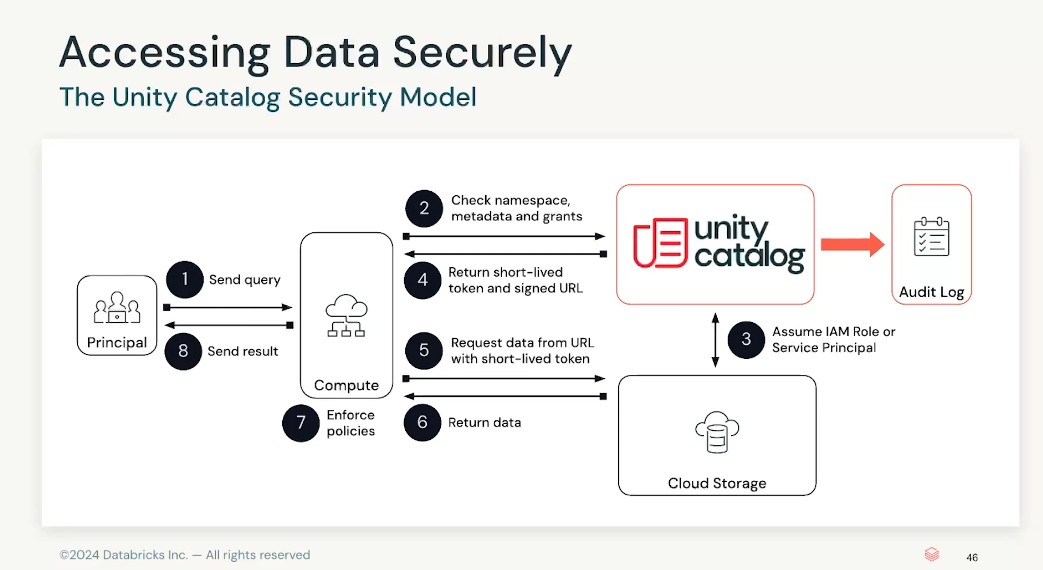 Accessing Data Securely
The Unity Catalog Security Model
2
Check namespace,
metadata and grants
unity
catalog
Audit Log
1
Send query
4
Return short-lived
token and signed URL
Principal
8
Send result
Compute
3
Assume IAM Role or
Service Principal
5
Request data from URL
with short-lived token
7
Enforce
policies
6
Return data
Cloud Storage
©2024 Databricks Inc. — All rights reserved
46